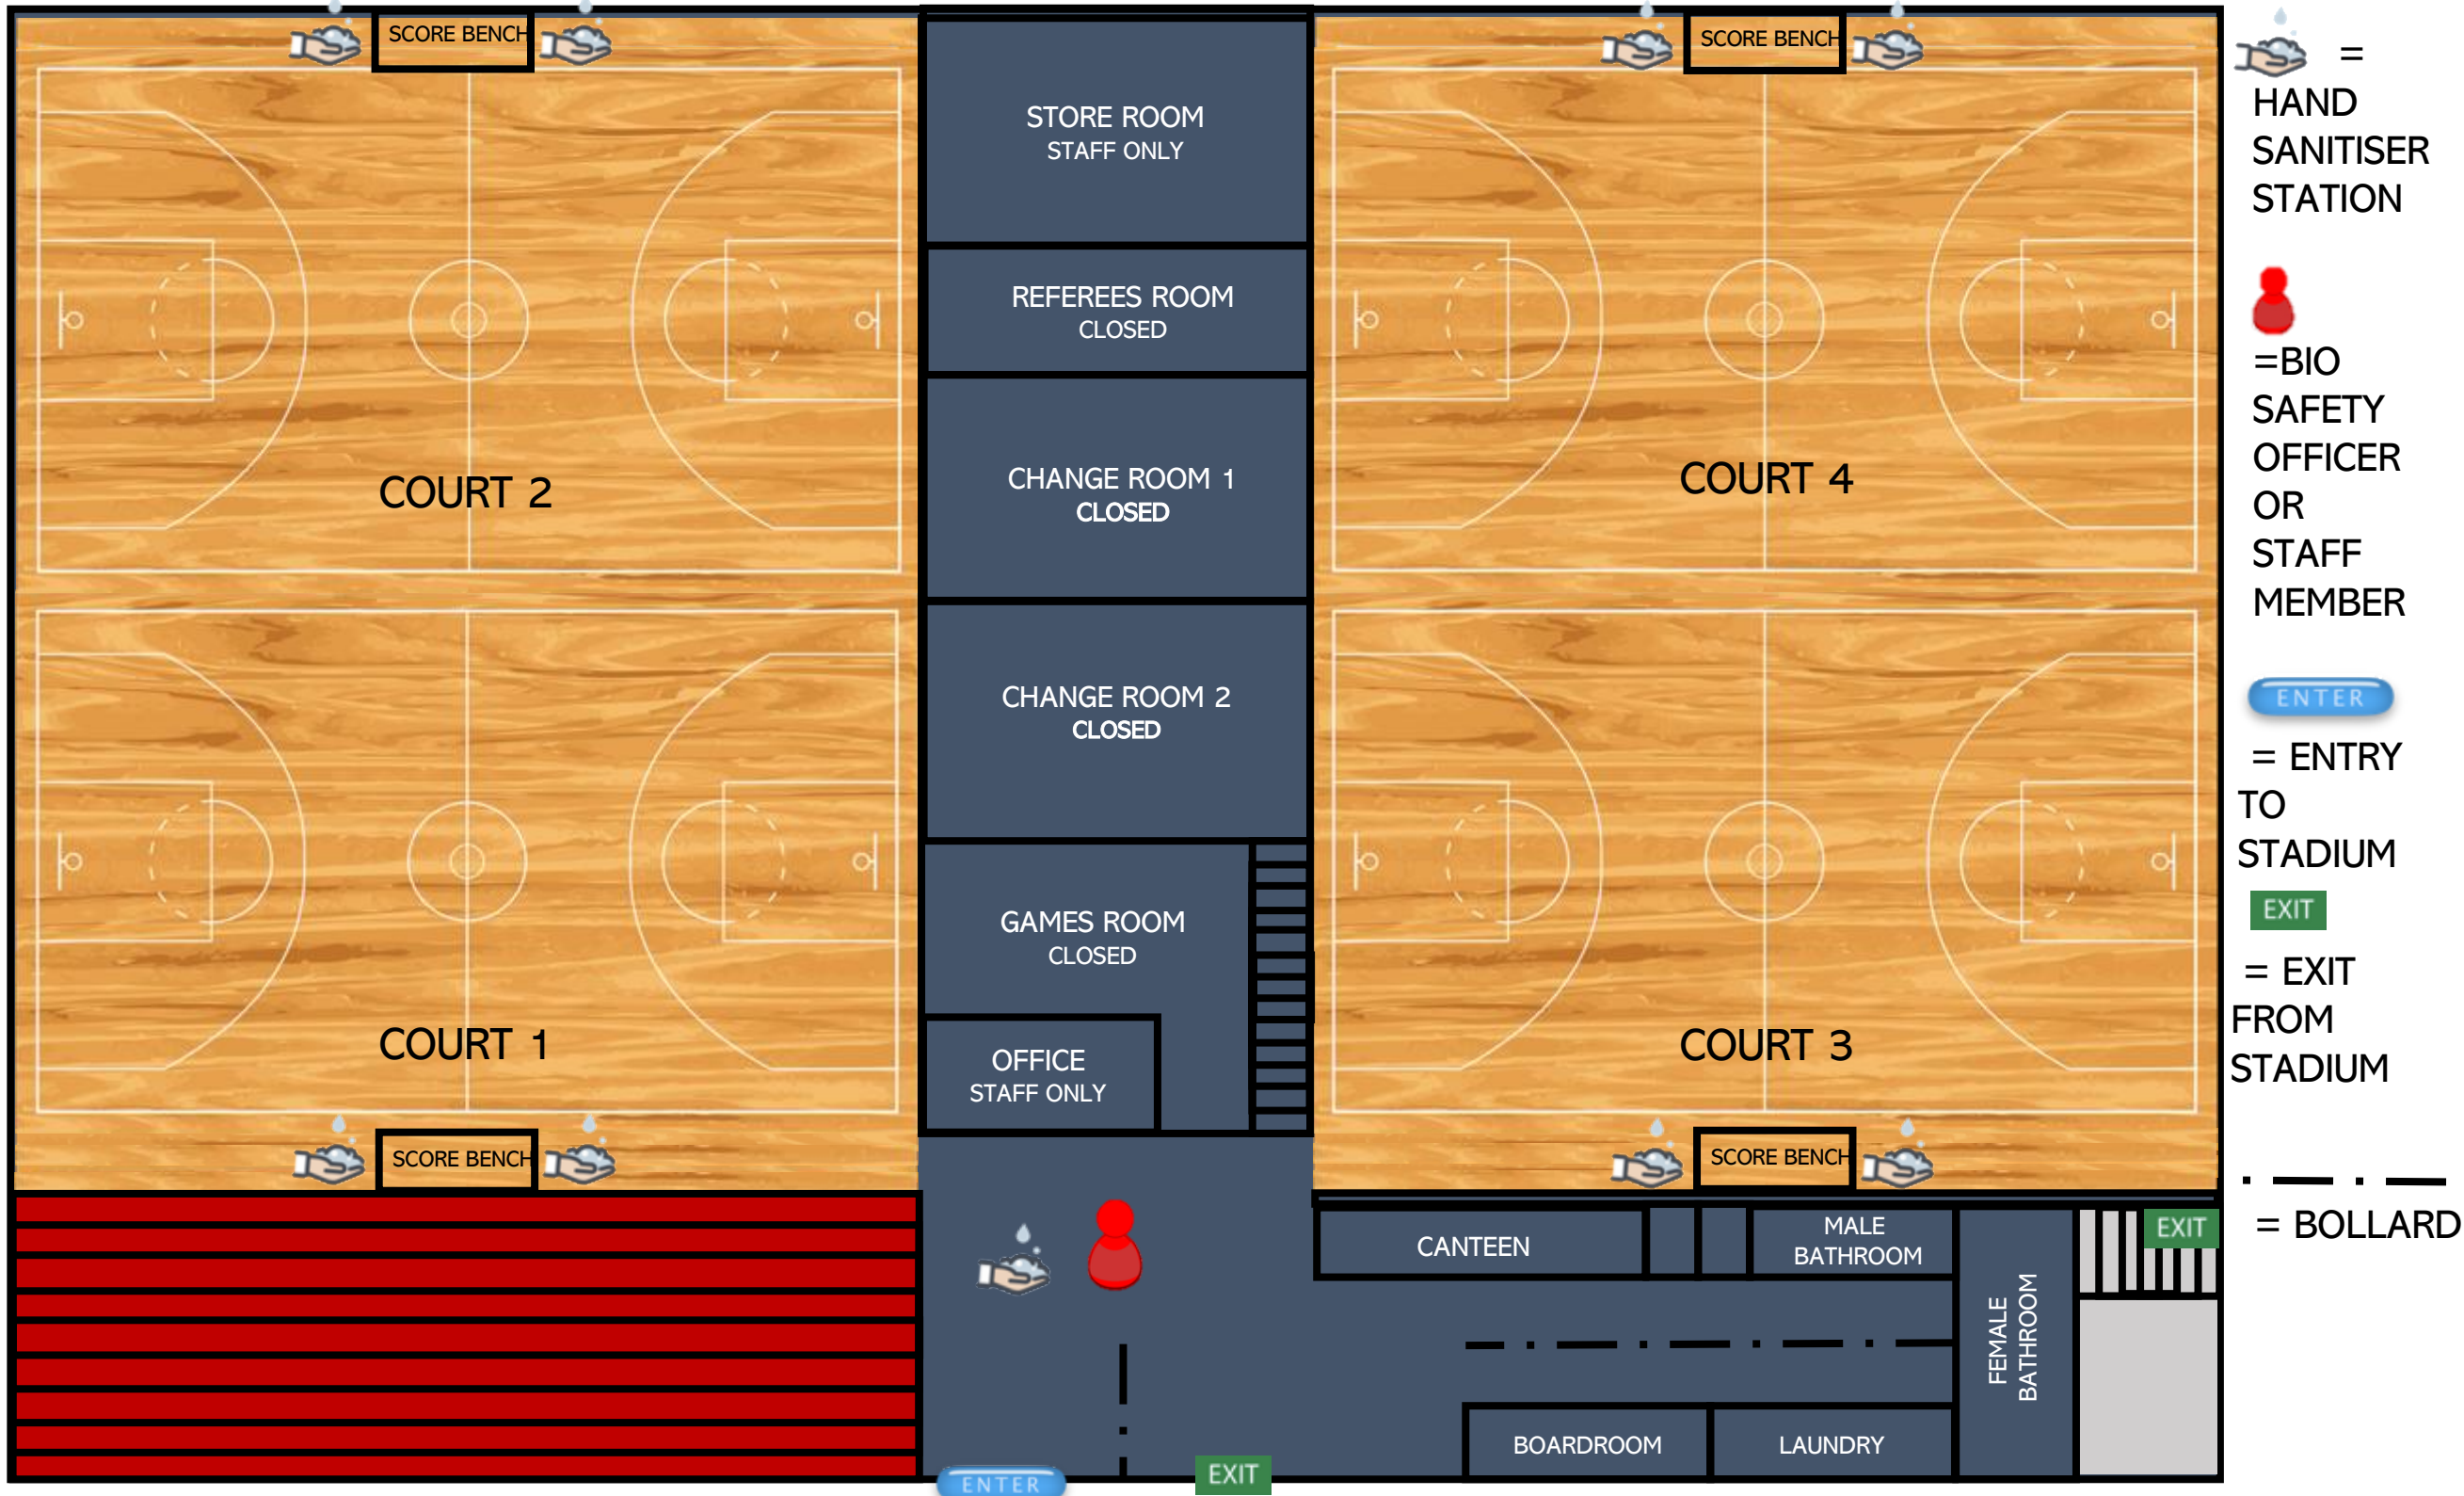 SCORE BENCH
SCORE BENCH
STORE ROOM
STAFF ONLY
REFEREES ROOM
CLOSED
CHANGE ROOM 1
CLOSED
COURT 2
COURT 4
CHANGE ROOM 2
CLOSED
GAMES ROOM
CLOSED
COURT 1
COURT 3
OFFICE
STAFF ONLY
SCORE BENCH
SCORE BENCH
CANTEEN
MALE
BATHROOM
FEMALE
BATHROOM
EXIT
BOARDROOM
LAUNDRY
ENTER
EXIT
=
HAND
SANITISER
STATION
=BIO
SAFETY
OFFICER
OR
STAFF
MEMBER
ENTER
= ENTRY
TO
STADIUM
EXIT
= EXIT
FROM
STADIUM
= BOLLARD